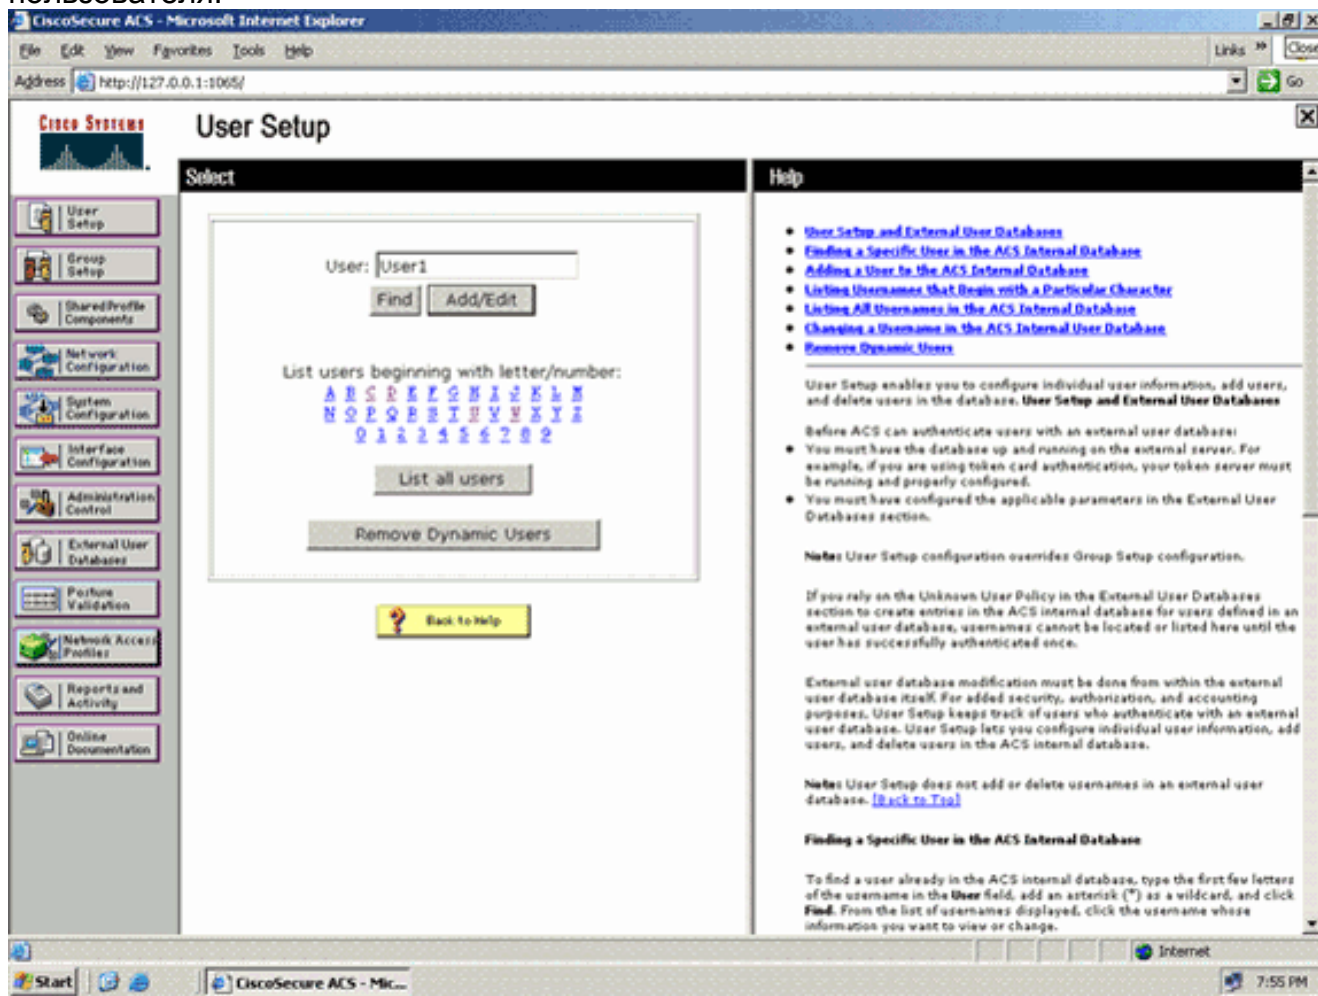 пользователя.
CiscoSecure ACS - Microsoft Internet Explorer
File Edit View Favorites Tools Help
Links »
Close
Address http://127.0.0.1:1065/
Go
CISCO SYSTEMS
User Setup
Select
Help
User Setup
Group Setup
Shared Profile Components
Network Configuration
System Configuration
Interface Configuration
Administration Control
External User Databases
Posture Validation
Network Access Profiles
Reports and Activity
Online Documentation
User: User1
Find Add/Edit
List users beginning with letter/number:
A B C D E F G H I J K L M
N O P Q R S T U V W X Y Z
0 1 2 3 4 5 6 7 8 9
List all users
Remove Dynamic Users
Back to Help
User Setup and External User Databases
Finding a Specific User in the ACS Internal Database
Adding a User to the ACS Internal Database
Listing Usernames that Begin with a Particular Character
Listing All Usernames in the ACS Internal Database
Changing a Username in the ACS Internal User Database
Remove Dynamic Users
User Setup enables you to configure individual user information, add users,
and delete users in the database. User Setup and External User Databases
Before ACS can authenticate users with an external user database:
You must have the database up and running on the external server. For
example, if you are using token card authentication, your token server must
be running and properly configured.
You must have configured the applicable parameters in the External User
Databases section.
Note: User Setup configuration overrides Group Setup configuration.
If you rely on the Unknown User Policy in the External User Databases
section to create entries in the ACS internal database for users defined in an
external user database, usernames cannot be located or listed here until the
user has successfully authenticated once.
External user database modification must be done from within the external
user database itself. For added security, authorization, and accounting
purposes, User Setup keeps track of users who authenticate with an external
user database. User Setup lets you configure individual user information, add
users, and delete users in the ACS internal database.
Note: User Setup does not add or delete usernames in an external user
database. [Back to Top]
Finding a Specific User in the ACS Internal Database
To find a user already in the ACS internal database, type the first few letters
of the username in the User field, add an asterisk (*) as a wildcard, and click
Find. From the list of usernames displayed, click the username whose
information you want to view or change.
Internet
Start
CiscoSecure ACS - Mic...
7:55 PM